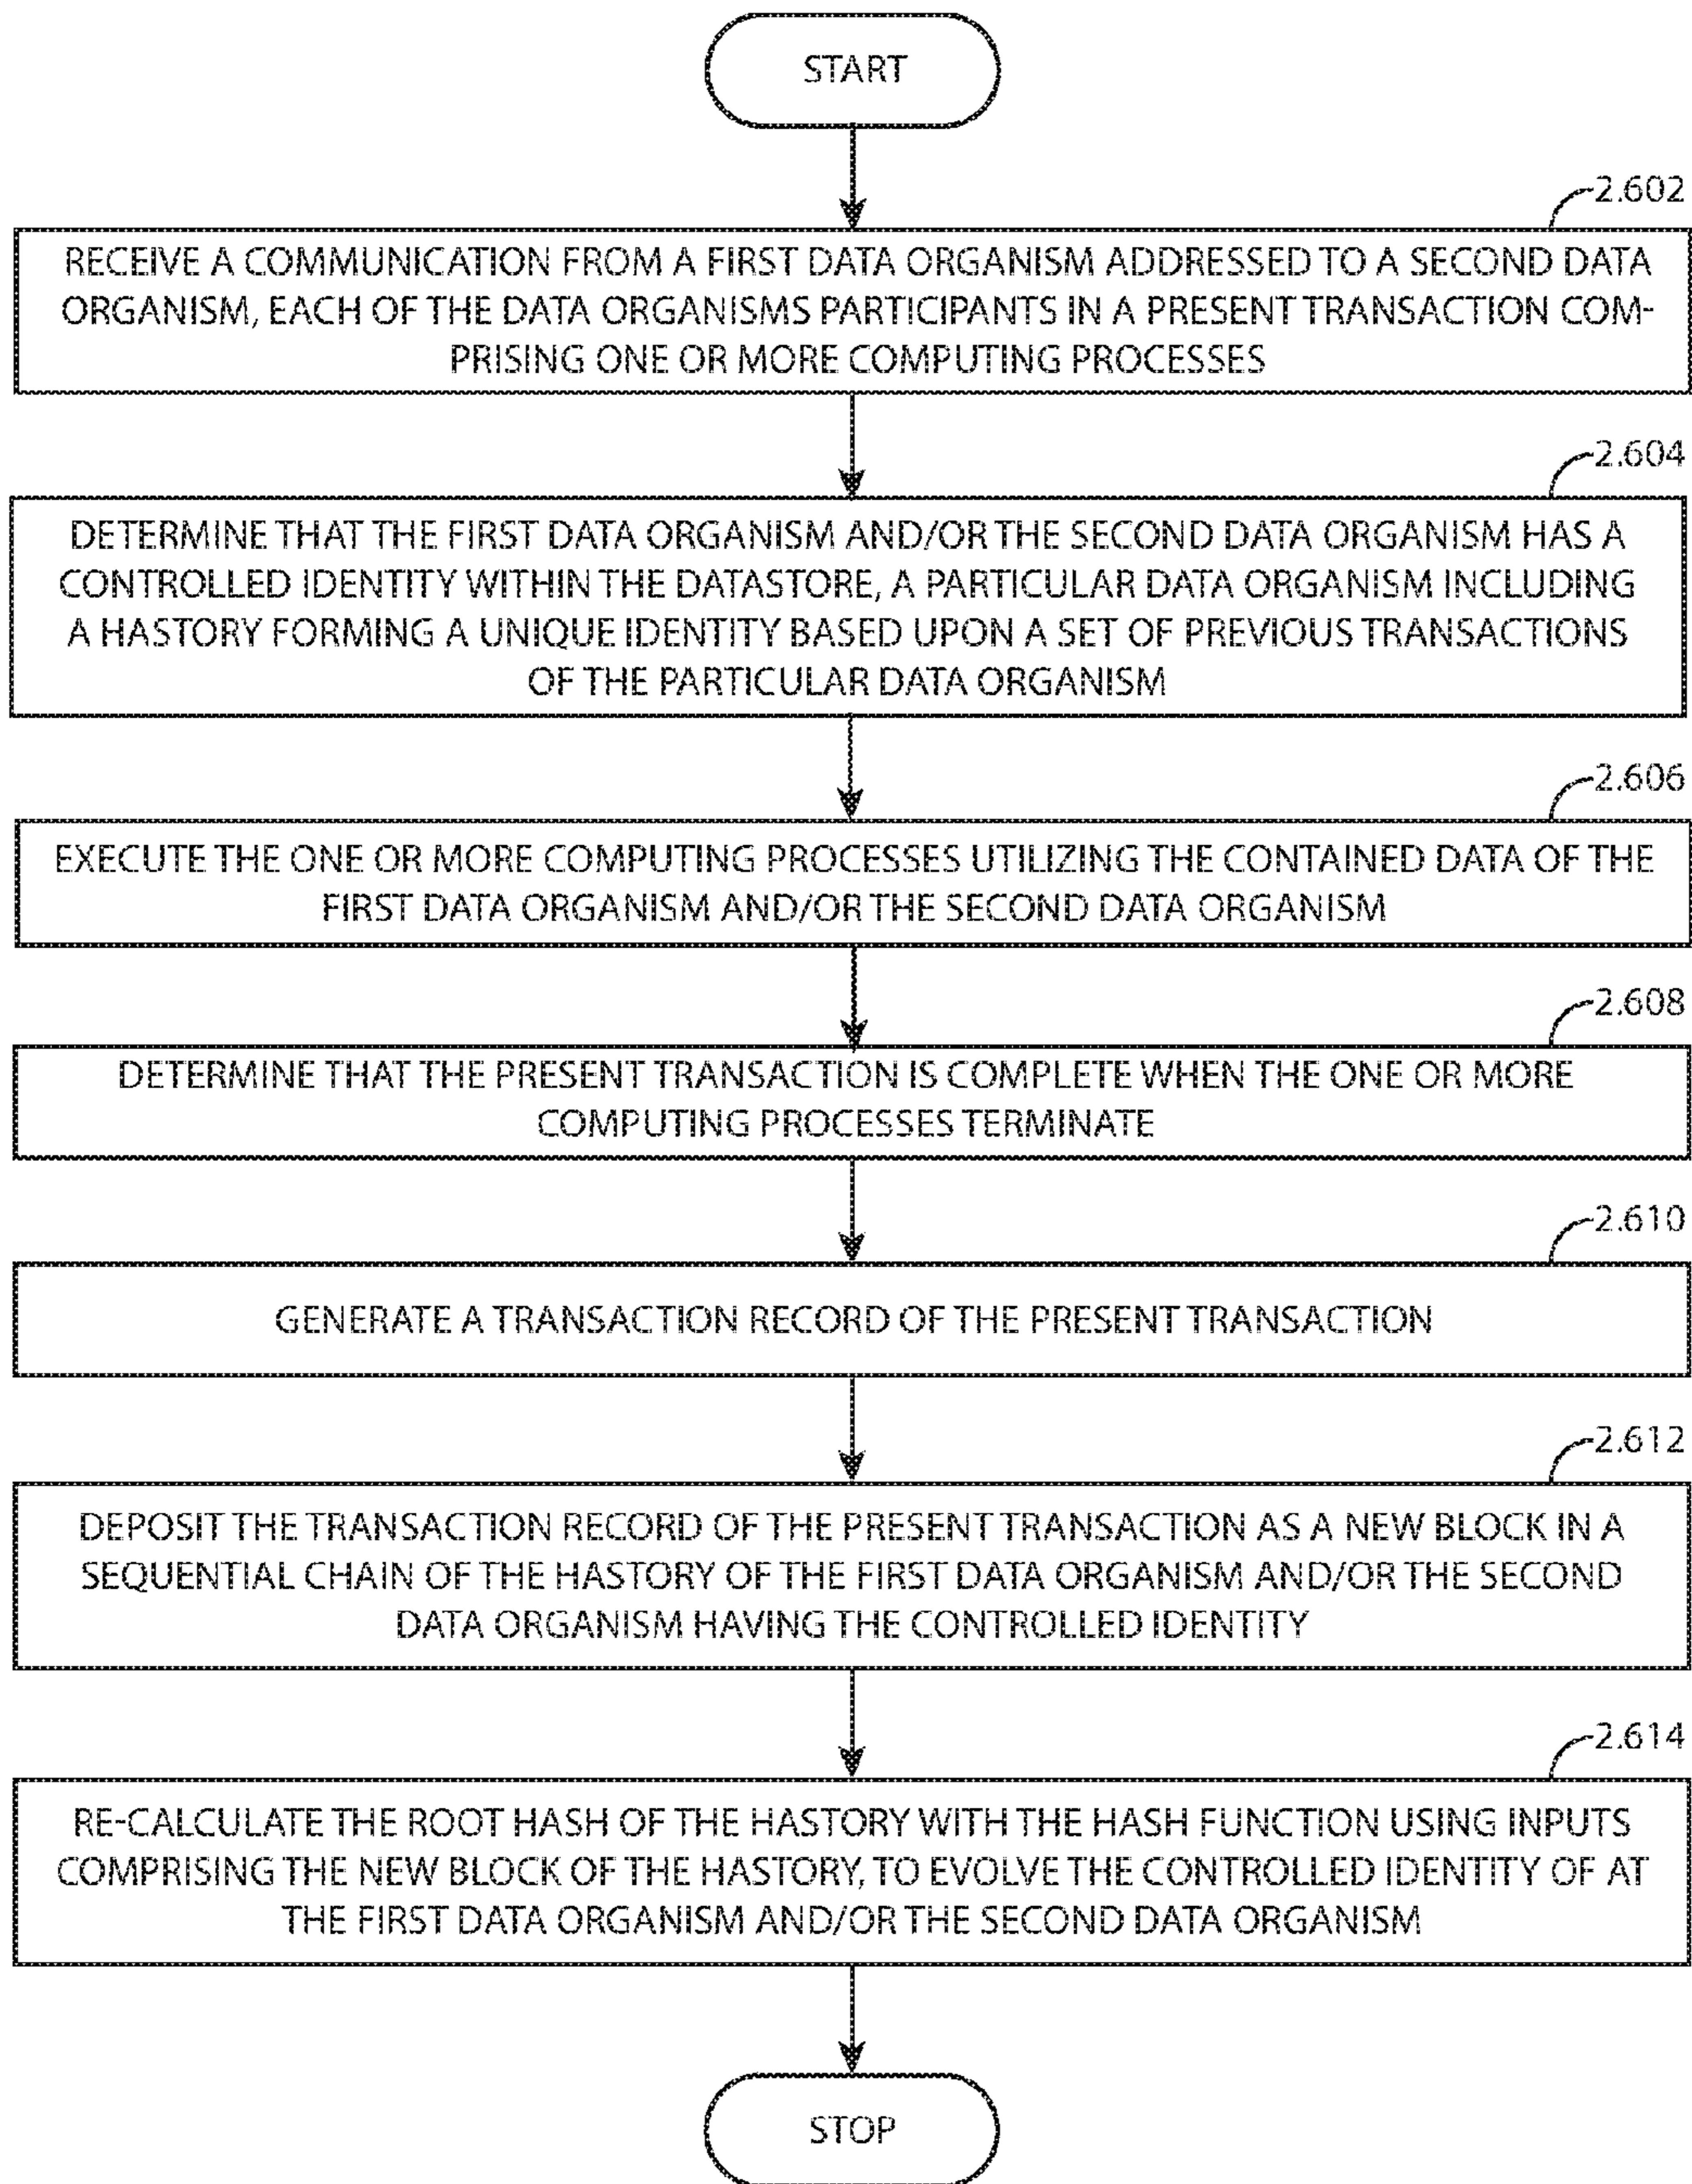 START
2.602
RECEIVE A COMMUNICATION FROM A FIRST DATA ORGANISM ADDRESSED TO A SECOND DATA
ORGANISM, EACH OF THE DATA ORGANISMS PARTICIPANTS IN A PRESENT TRANSACTION COM-
PRISING ONE OR MORE COMPUTING PROCESSES
2.604
DETERMINE THAT THE FIRST DATA ORGANISM AND/OR THE SECOND DATA ORGANISM HAS A
CONTROLLED IDENTITY WITHIN THE DATASTORE, A PARTICULAR DATA ORGANISM INCLUDING
A HASTORY FORMING A UNIQUE IDENTITY BASED UPON A SET OF PREVIOUS TRANSACTIONS
OF THE PARTICULAR DATA ORGANISM
2.606
EXECUTE THE ONE OR MORE COMPUTING PROCESSES UTILIZING THE CONTAINED DATA OF THE
FIRST DATA ORGANISM AND/OR THE SECOND DATA ORGANISM
2.608
DETERMINE THAT THE PRESENT TRANSACTION IS COMPLETE WHEN THE ONE OR MORE
COMPUTING PROCESSES TERMINATE
2.610
GENERATE A TRANSACTION RECORD OF THE PRESENT TRANSACTION
2.612
DEPOSIT THE TRANSACTION RECORD OF THE PRESENT TRANSACTION AS A NEW BLOCK IN A
SEQUENTIAL CHAIN OF THE HASTORY OF THE FIRST DATA ORGANISM AND/OR THE SECOND
DATA ORGANISM HAVING THE CONTROLLED IDENTITY
2.614
RE-CALCULATE THE ROOT HASH OF THE HASTORY WITH THE HASH FUNCTION USING INPUTS
COMPRISING THE NEW BLOCK OF THE HASTORY, TO EVOLVE THE CONTROLLED IDENTITY OF AT
THE FIRST DATA ORGANISM AND/OR THE SECOND DATA ORGANISM
STOP